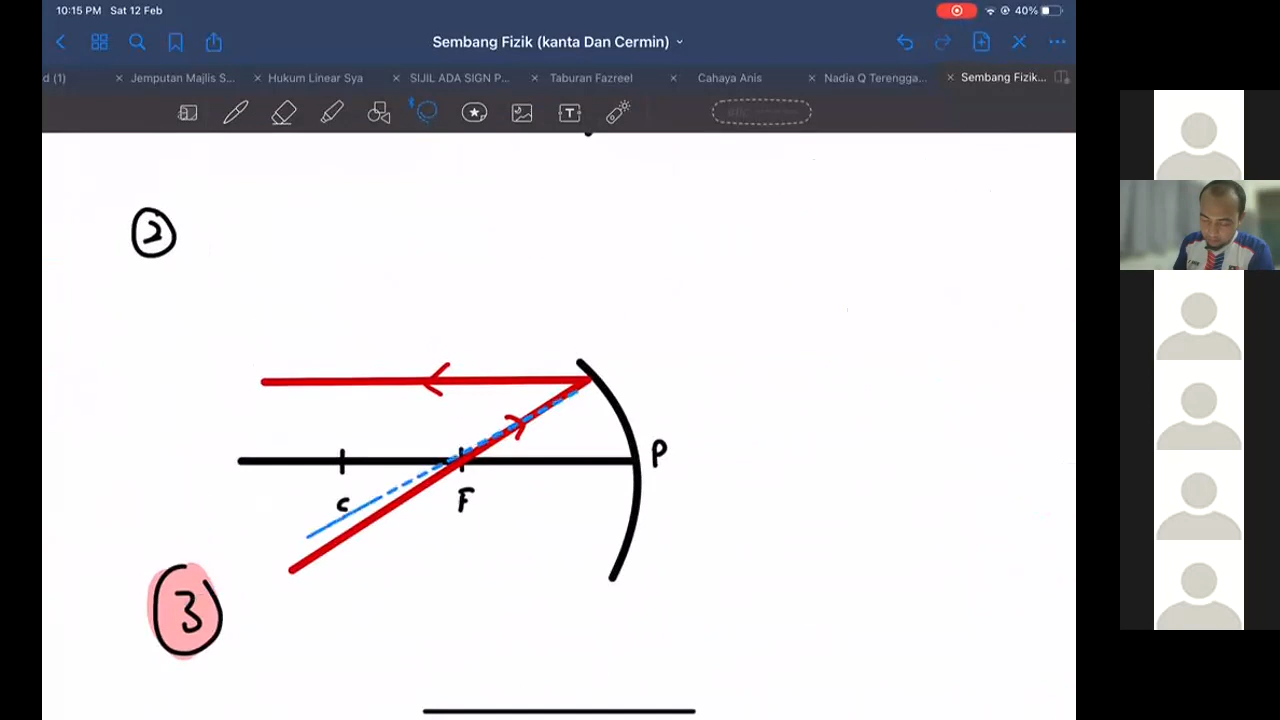 10:15 PM Sat 12 Feb 40%
Sembang Fizik (kanta Dan Cermin)
d (1) Jemputan Majlis S... Hukum Linear Sya SIJIL ADA SIGN P... Taburan Fazreel Cahaya Anis Nadia Q Terengga... Sembang Fizik...
T
2
P
C F
3